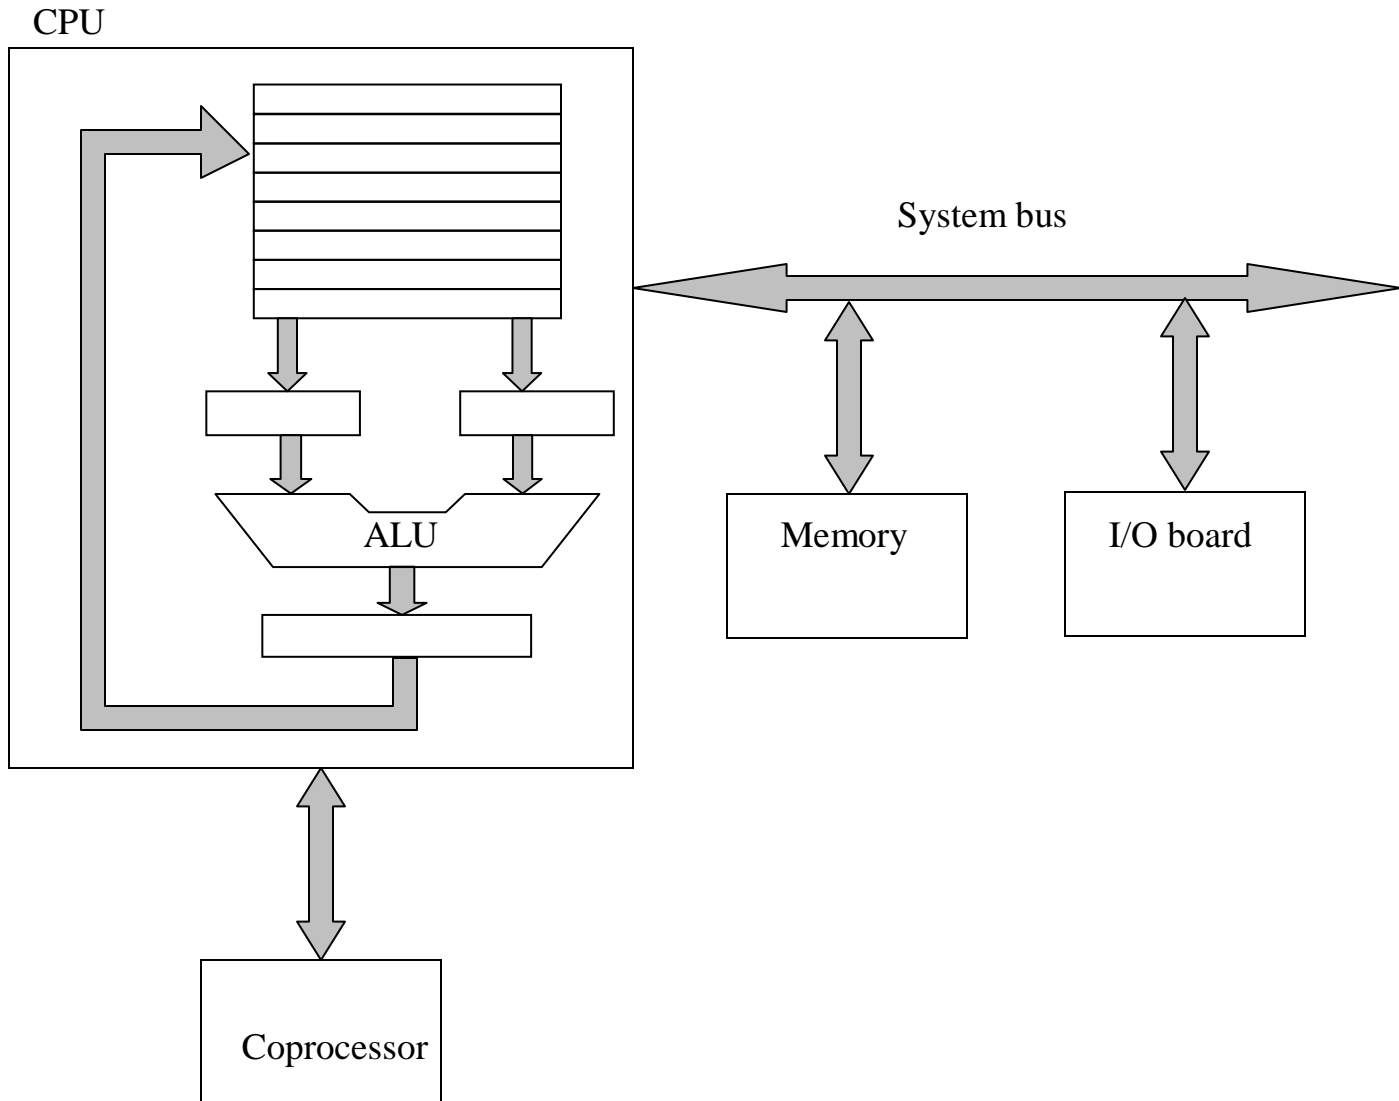 CPU
System bus
ALU
Memory
I/O board
Coprocessor